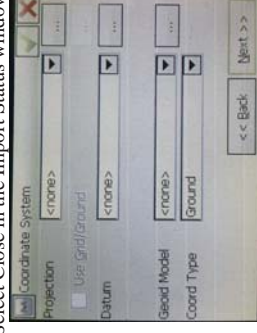 Select Close in the Import Status window
Coordinate System
Projection
<none>
...
Use Grid/Ground
Datum
<none>
...
Geoid Model
<none>
...
Coord Type
Ground
<< Back
Next >>